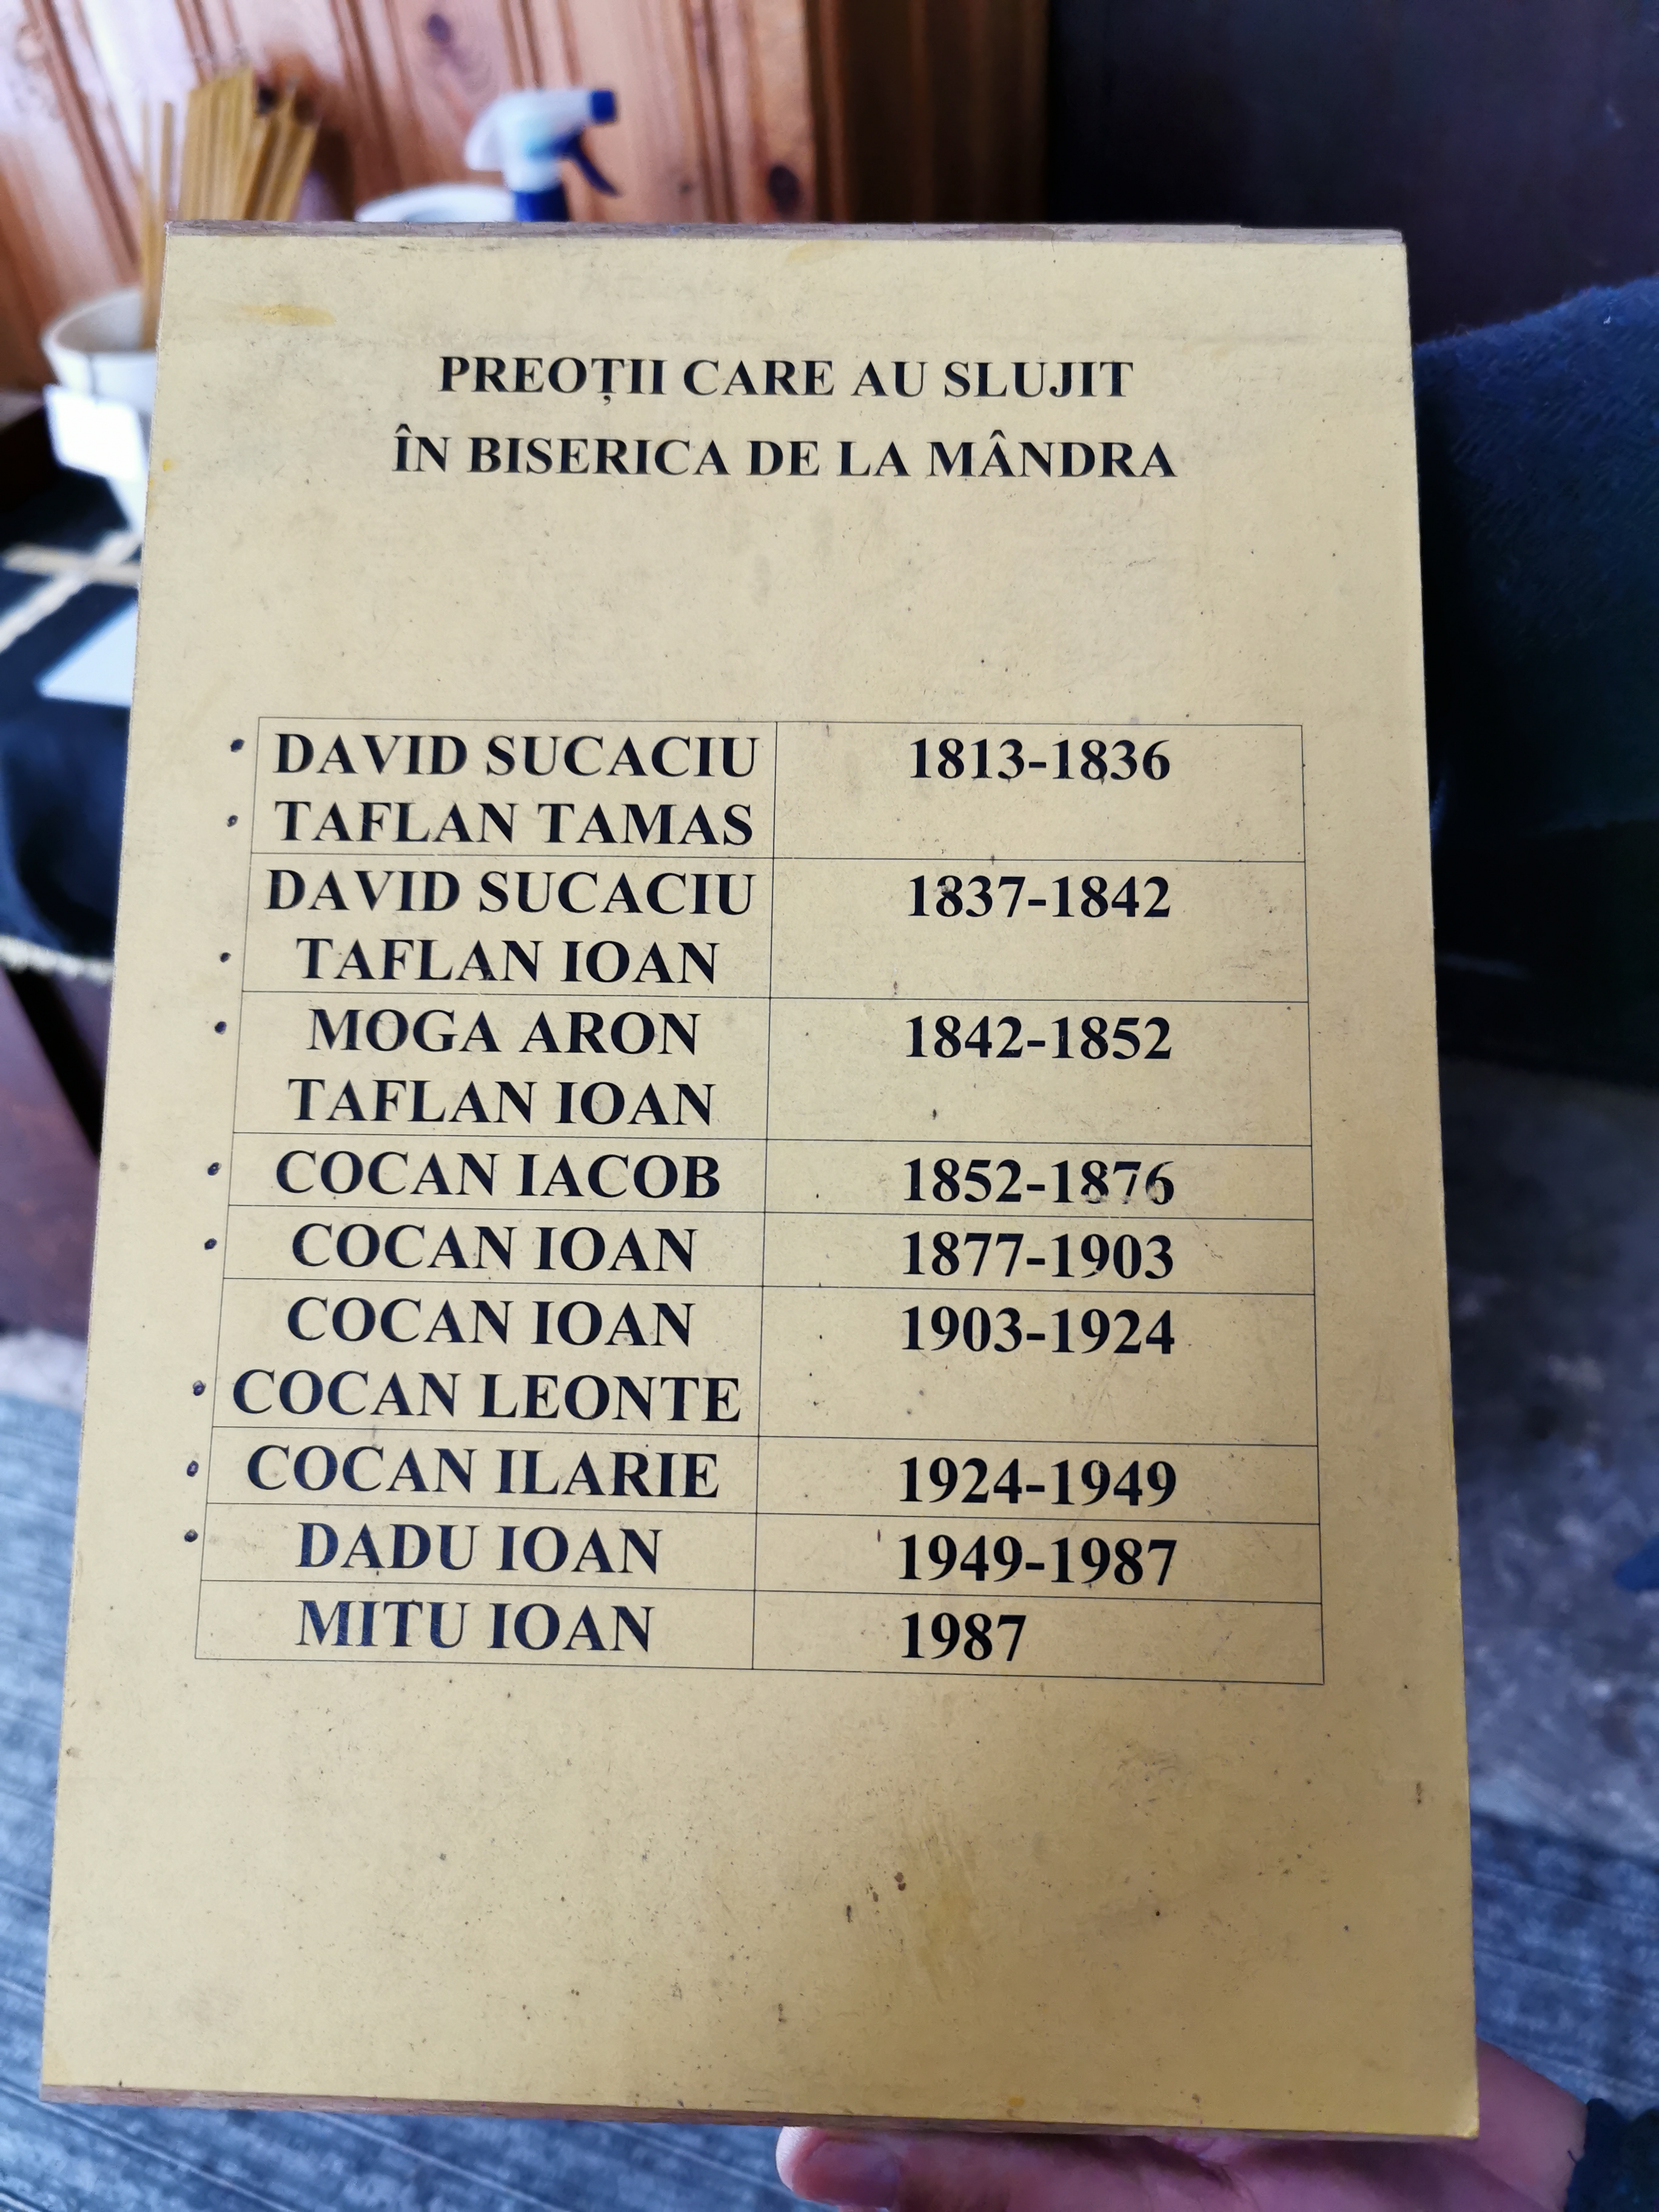 PREOȚII CARE AU SLUJIT
ÎN BISERICA DE LA MÂNDRA
DAVID SUCACIU 1813-1836
TAFLAN TAMAS
DAVID SUCACIU 1837-1842
TAFLAN IOAN
MOGA ARON 1842-1852
TAFLAN IOAN
COCAN IACOB 1852-1876
COCAN IOAN 1877-1903
COCAN IOAN 1903-1924
COCAN LEONTE
COCAN ILARIE 1924-1949
DADU IOAN 1949-1987
MITU IOAN 1987